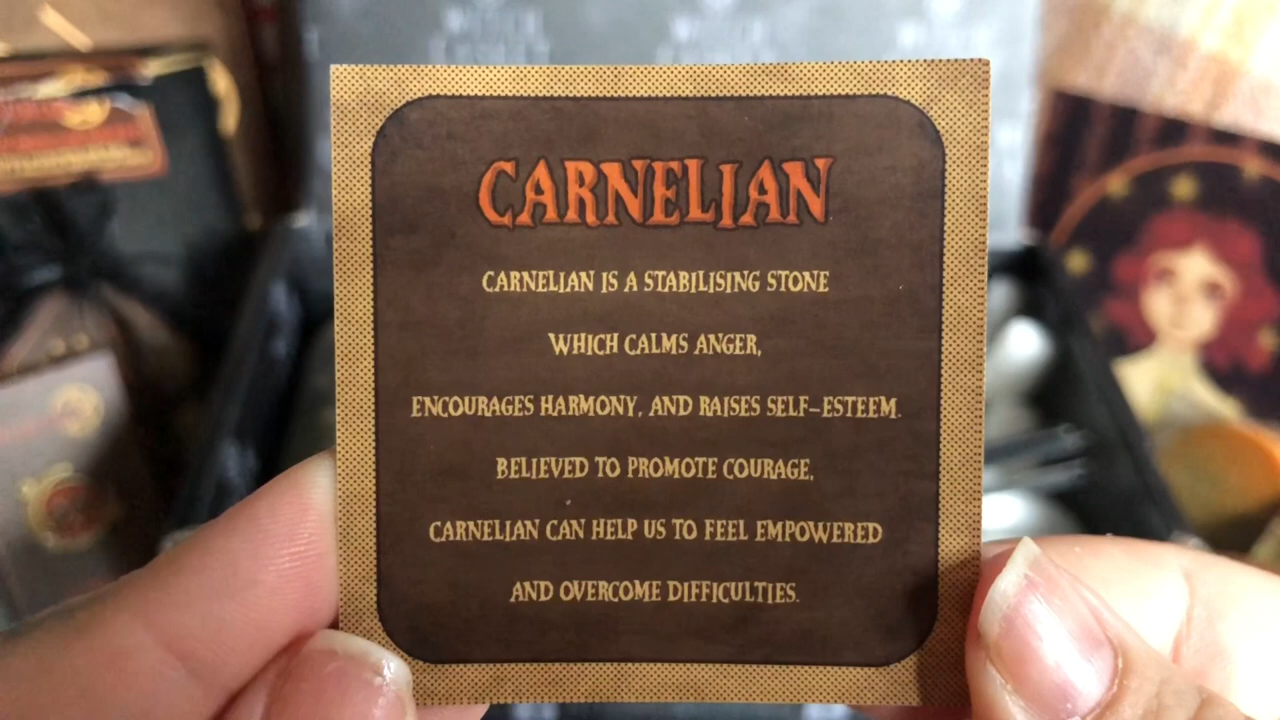 CARNELIAN
CARNELIAN IS A STABILISING STONE
WHICH CALMS ANGER,
ENCOURAGES HARMONY, AND RAISES SELF-ESTEEM.
BELIEVED TO PROMOTE COURAGE,
CARNELIAN CAN HELP US TO FEEL EMPOWERED
AND OVERCOME DIFFICULTIES.